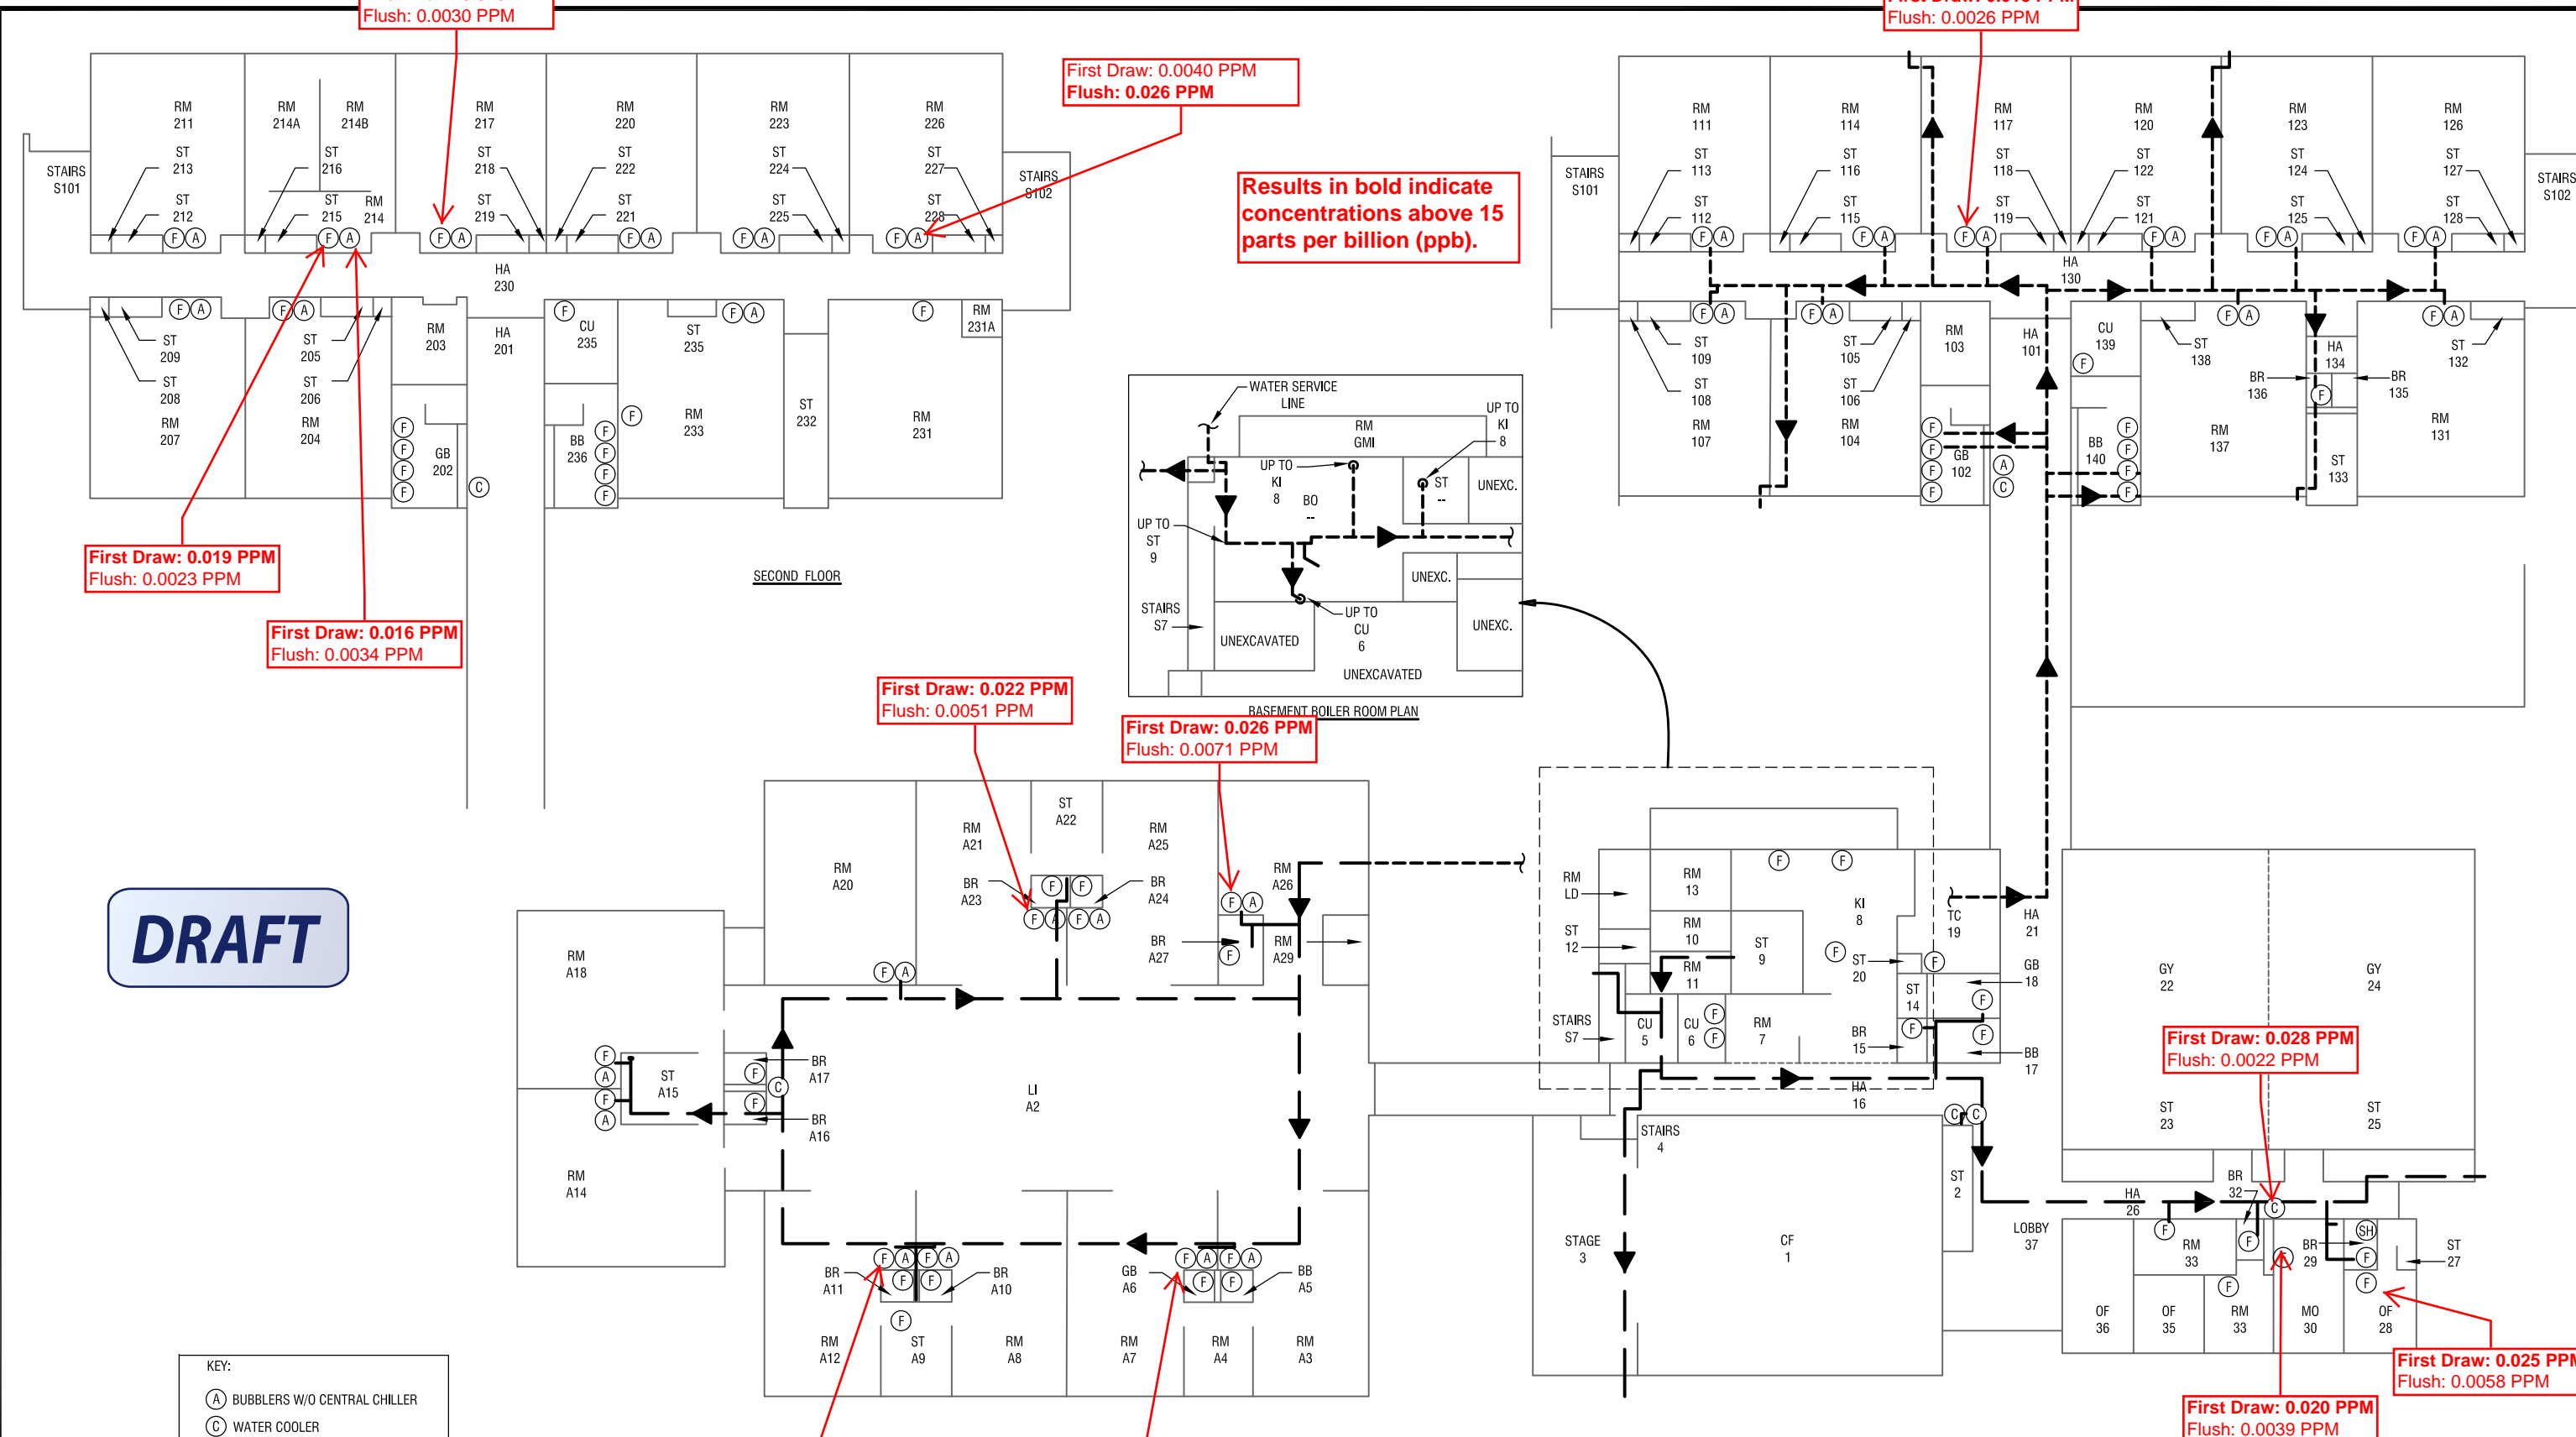 Flush: 0.0030 PPM
Flush: 0.0026 PPM
First Draw: 0.0040 PPM
Flush: 0.026 PPM
Results in bold indicate
concentrations above 15
parts per billion (ppb).
RM
211
RM
214A
RM
214B
RM
217
RM
220
RM
223
RM
226
STAIRS
S101
ST
213
ST
216
ST
218
ST
222
ST
224
ST
227
STAIRS
S102
ST
212
ST
215
RM
214
ST
219
ST
221
ST
225
ST
228
F A
F A
F A
F A
F A
F A
HA
230
F A
F A
F
F A
F
RM
231A
ST
209
ST
205
RM
203
HA
201
CU
235
ST
235
ST
208
ST
206
RM
207
RM
204
F
F
F
F
GB
202
C
BB
236
F
F
F
F
F
RM
233
ST
232
RM
231
SECOND FLOOR
First Draw: 0.019 PPM
Flush: 0.0023 PPM
First Draw: 0.016 PPM
Flush: 0.0034 PPM
RM
111
RM
114
RM
117
RM
120
RM
123
RM
126
STAIRS
S101
ST
113
ST
116
ST
118
ST
122
ST
124
ST
127
STAIRS
S102
ST
112
ST
115
ST
119
ST
121
ST
125
ST
128
F A
F A
F A
F A
F A
F A
HA
130
F A
F A
F A
F A
ST
109
ST
105
RM
103
HA
101
CU
139
F
ST
138
HA
134
ST
132
ST
108
ST
106
BR
136
F
BR
135
RM
107
RM
104
F
F
F
F
GB
102
A
C
BB
140
F
F
F
F
RM
137
ST
133
RM
131
WATER SERVICE
LINE
RM
GMI
UP TO
KI
8
UP TO
KI
8
BO
--
ST
--
UNEXC.
UP TO
ST
9
UNEXC.
STAIRS
S7
UNEXCAVATED
UP TO
CU
6
UNEXC.
UNEXCAVATED
BASEMENT BOILER ROOM PLAN
First Draw: 0.022 PPM
Flush: 0.0051 PPM
First Draw: 0.026 PPM
Flush: 0.0071 PPM
DRAFT
RM
A20
RM
A21
ST
A22
RM
A25
RM
A26
BR
A23
F F
BR
A24
F A F A
F A
BR
A27
F
RM
A29
RM
A18
F A
F
A
F
A
ST
A15
BR
A17
F
C
F
BR
A16
LI
A2
RM
A14
F A F A
BR
A11
F F
BR
A10
F
F A F A
GB
A6
F F
BB
A5
RM
A12
ST
A9
RM
A8
RM
A7
RM
A4
RM
A3
RM
LD
RM
13
F
F
KI
8
TC
19
HA
21
ST
12
RM
10
ST
9
F
ST
20
F
RM
11
ST
14
GB
18
F
STAIRS
S7
CU
5
CU
6
F
F
RM
7
BR
15
F
F
BB
17
HA
16
C C
STAIRS
4
ST
2
STAGE
3
CF
1
LOBBY
37
GY
22
GY
24
First Draw: 0.028 PPM
Flush: 0.0022 PPM
ST
23
ST
25
BR
32
HA
26
C
F
F
RM
33
F
BR
29
SH
F
F
ST
27
F
OF
36
OF
35
RM
33
MO
30
OF
28
First Draw: 0.025 PPM
Flush: 0.0058 PPM
First Draw: 0.020 PPM
Flush: 0.0039 PPM
KEY:
A BUBBLERS W/O CENTRAL CHILLER
C WATER COOLER